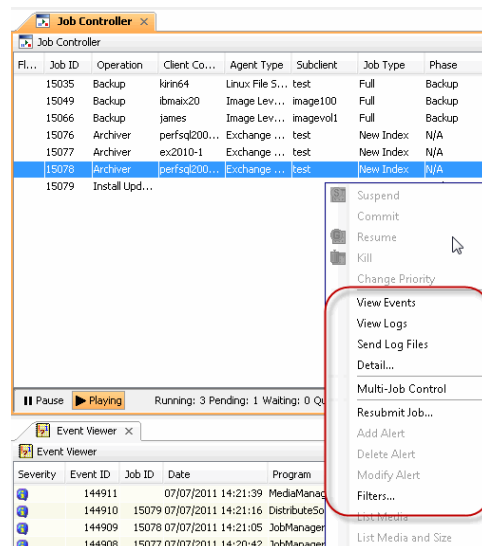 Job Controller ×
Job Controller
Fl... Job ID Operation Client Co... Agent Type Subclient Job Type Phase
15035 Backup kirin64 Linux File S... test Full Backup
15049 Backup ibmaix20 Image Lev... image100 Full Backup
15066 Backup james Image Lev... imagevol1 Full Backup
15076 Archiver perfsql200... Exchange ... test New Index N/A
15077 Archiver ex2010-1 Exchange ... test New Index N/A
15078 Archiver perfsql200... Exchange ... test New Index N/A
15079 Install Upd...
Suspend
Commit
Resume
Kill
Change Priority
View Events
View Logs
Send Log Files
Detail...
Multi-Job Control
Resubmit Job...
Add Alert
Delete Alert
Modify Alert
Filters...
List Media
List Media and Size
Pause Playing Running: 3 Pending: 1 Waiting: 0 Qu
Event Viewer ×
Event Viewer
Severity Event ID Job ID Date Program
144911 07/07/2011 14:21:39 MediaManag
144910 15079 07/07/2011 14:21:16 DistributeSo
144909 15078 07/07/2011 14:21:05 JobManager
144908 15077 07/07/2011 14:20:42 JobManager